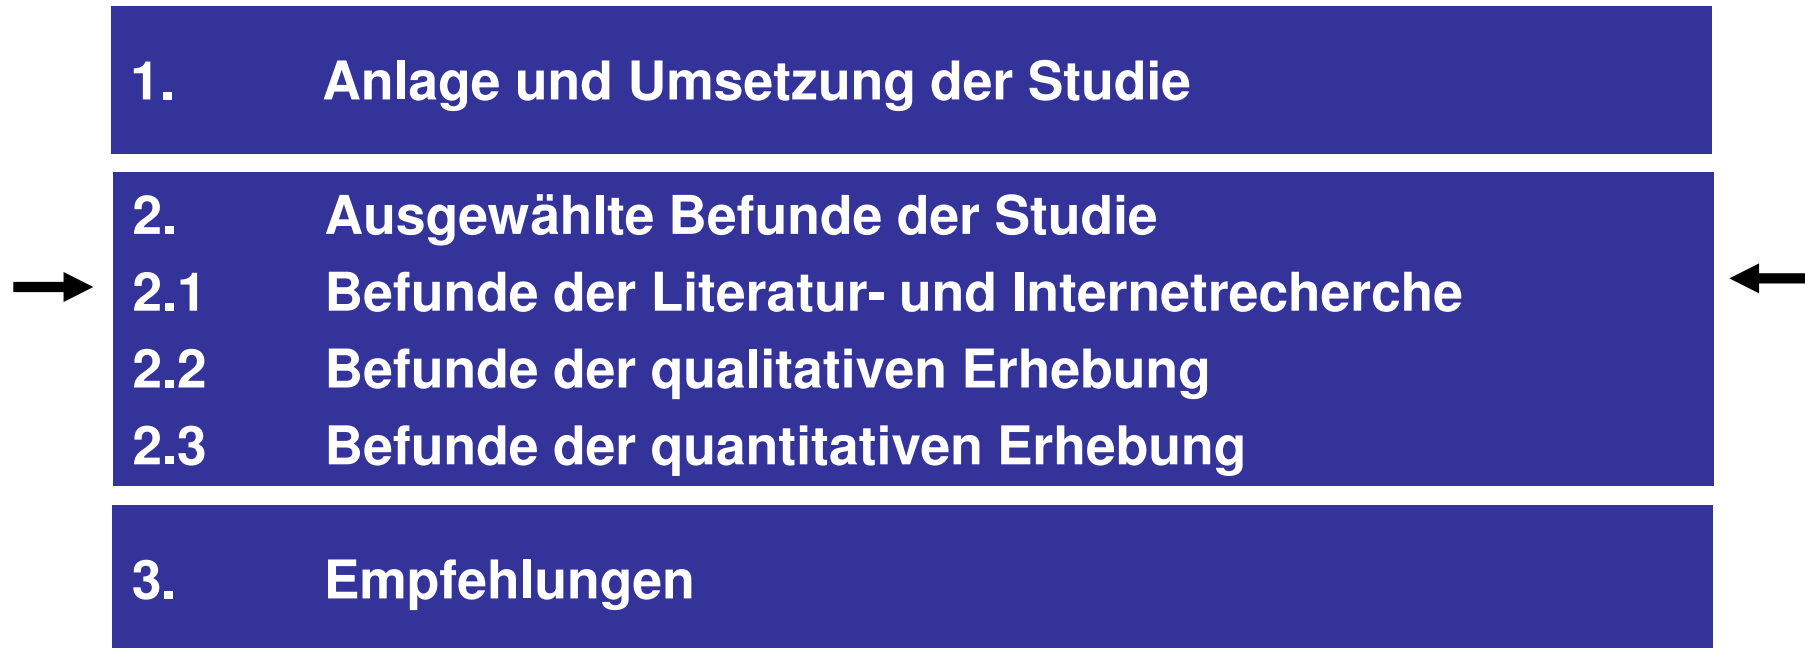 1. Anlage und Umsetzung der Studie
2. Ausgewählte Befunde der Studie
2.1 Befunde der Literatur- und Internetrecherche
2.2 Befunde der qualitativen Erhebung
2.3 Befunde der quantitativen Erhebung
3. Empfehlungen